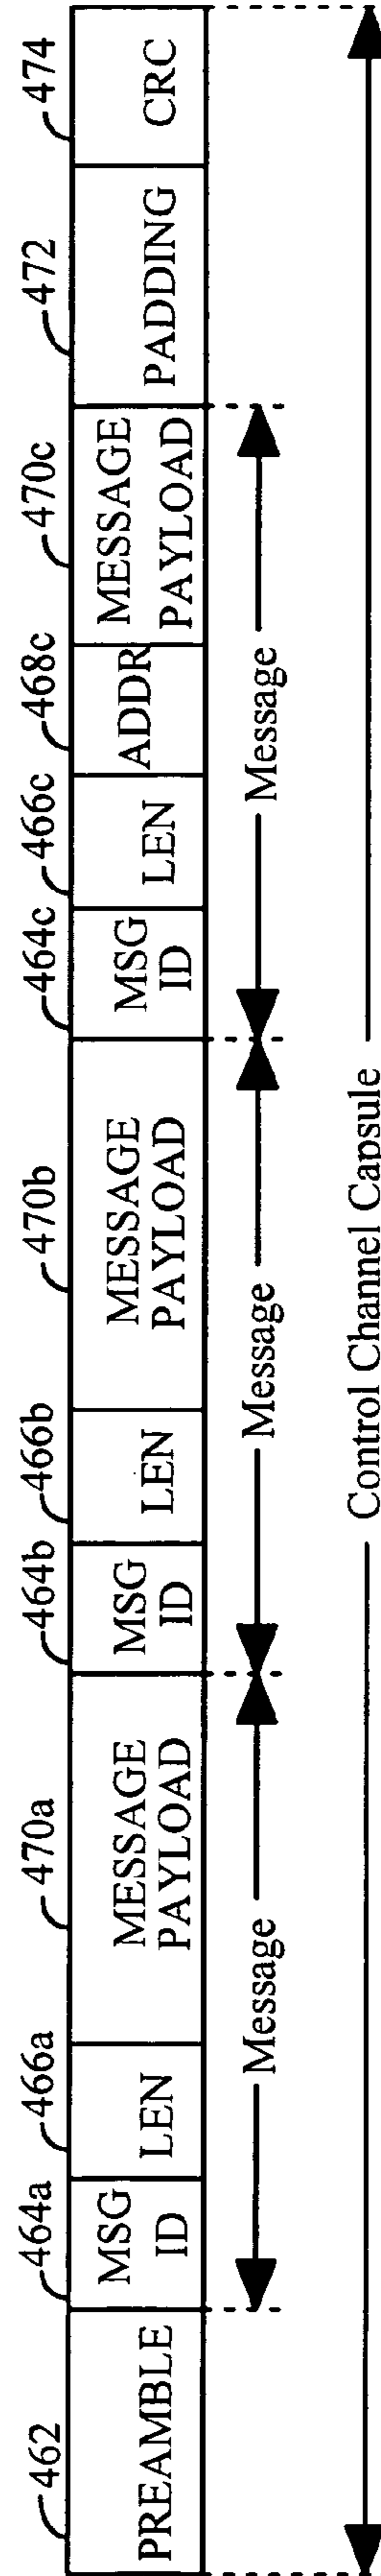 462 464a 466a 470a 464b 466b 470b 464c 466c 468c 470c 472 474
PREAMBLE
MSG
ID
LEN
MESSAGE
PAYLOAD
MSG
ID
LEN
MESSAGE
PAYLOAD
MSG
ID
LEN
ADDR
MESSAGE
PAYLOAD
PADDING
CRC
Message
Message
Message
Control Channel Capsule